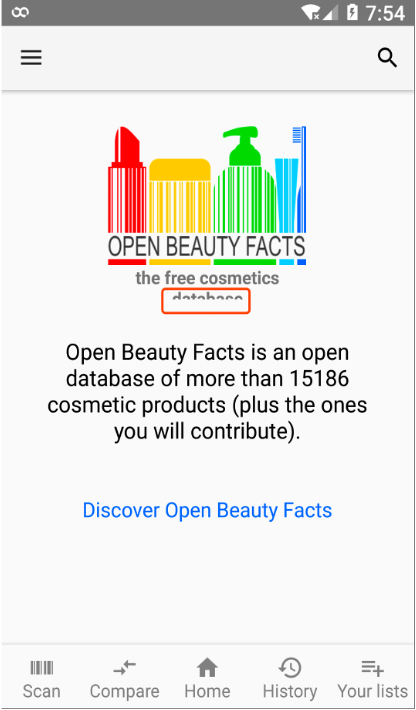 7:54
OPEN BEAUTY FACTS
the free cosmetics
database
Open Beauty Facts is an open
database of more than 15186
cosmetic products (plus the ones
you will contribute).
Discover Open Beauty Facts
Scan Compare Home History Your lists